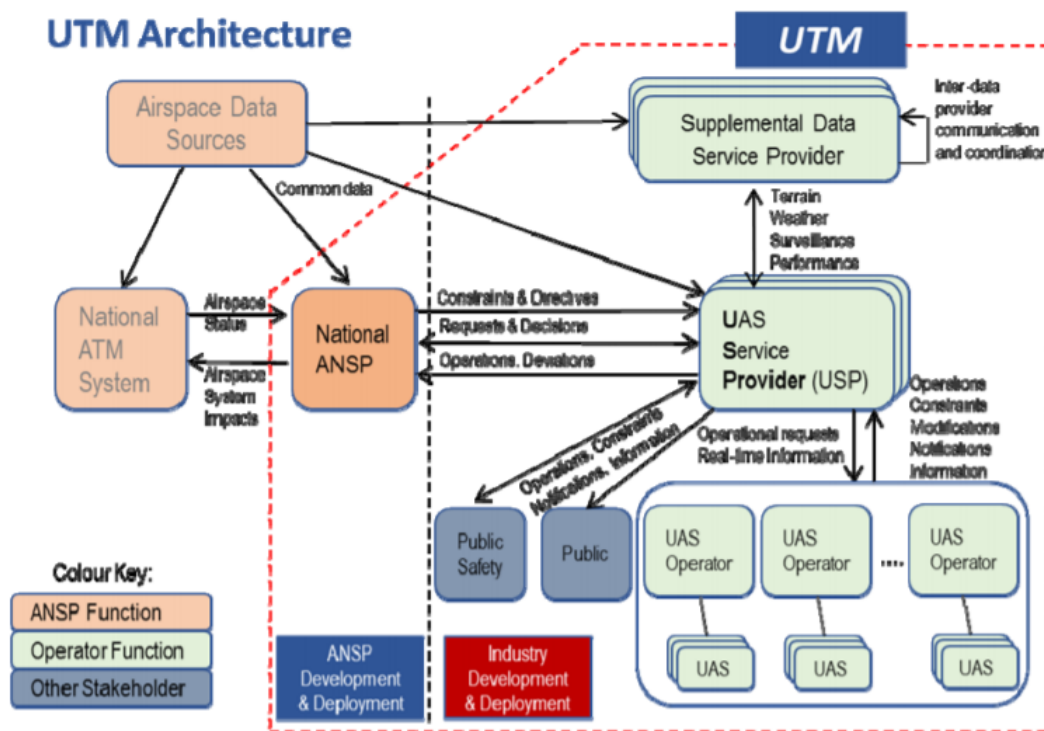 UTM Architecture
UTM
Airspace Data
Sources
Supplemental Data
Service Provider
Inter-data
provider
communication
and coordination
Common data
Terrain
Weather
Surveillance
Performance
National
ATM
System
Airspace
Status
Airspace
System
Impacts
National
ANSP
Constraints & Directives
Requests & Decisions
Operations, Deviations
UAS
Service
Provider (USP)
Operations, Constraints
Notifications, Information
Operational requests
Real-time Information
Operations
Constraints
Modifications
Notifications
Information
Public
Safety
Public
UAS
Operator
UAS
Operator
....
UAS
Operator
UAS
UAS
UAS
Colour Key:
ANSP Function
Operator Function
Other Stakeholder
ANSP
Development
& Deployment
Industry
Development
& Deployment